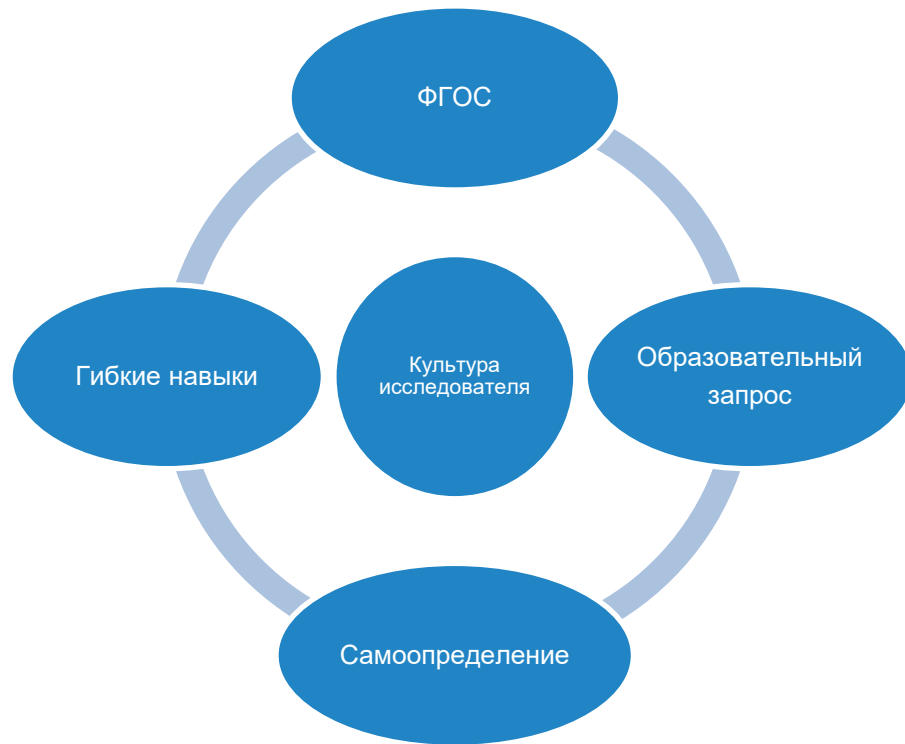 ФГОС
Гибкие навыки
Культура
исследователя
Образовательный
запрос
Самоопределение